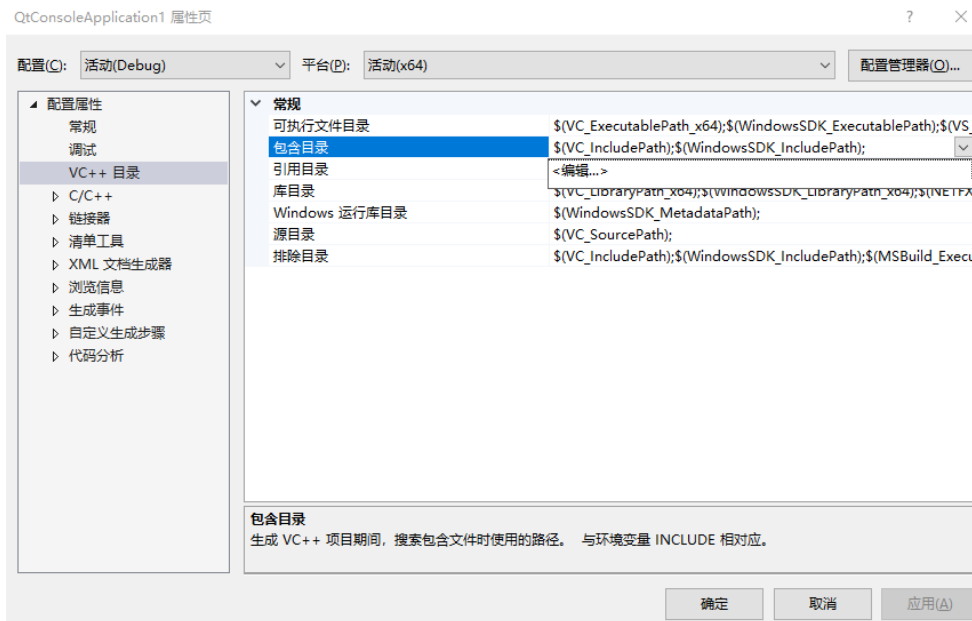 QtConsoleApplication1 属性页
配置(C): 活动(Debug) 平台(P): 活动(x64) 配置管理器(O)...
配置属性
常规
调试
VC++ 目录
C/C++
链接器
清单工具
XML 文档生成器
浏览信息
生成事件
自定义生成步骤
代码分析
常规
可执行文件目录 $(VC_ExecutablePath_x64);$(WindowsSDK_ExecutablePath);$(VS_
包含目录 $(VC_IncludePath);$(WindowsSDK_IncludePath);
引用目录 <编辑...>
库目录 $(VC_LibraryPath_x64);$(WindowsSDK_LibraryPath_x64);$(NETFX
Windows 运行库目录 $(WindowsSDK_MetadataPath);
源目录 $(VC_SourcePath);
排除目录 $(VC_IncludePath);$(WindowsSDK_IncludePath);$(MSBuild_Execu
包含目录
生成 VC++ 项目期间，搜索包含文件时使用的路径。 与环境变量 INCLUDE 相对应。
确定 取消 应用(A)